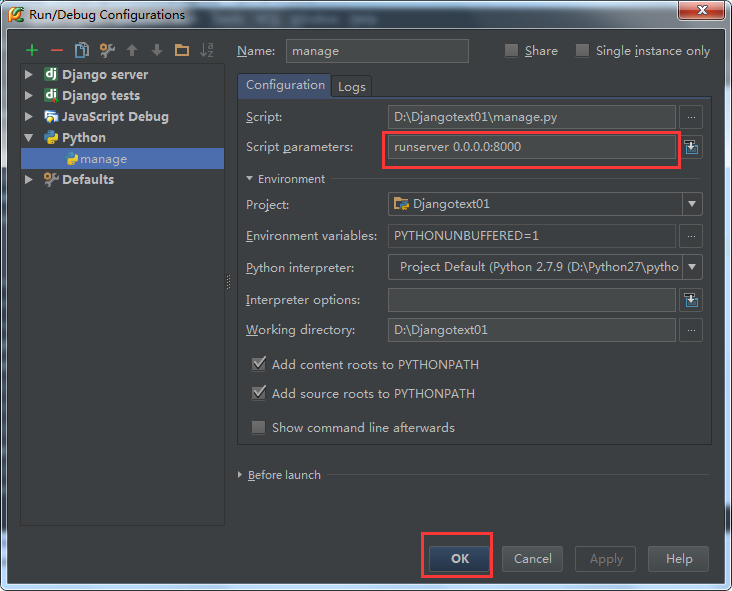 Run/Debug Configurations
Name: manage Share Single instance only
Django server
Django tests
JavaScript Debug
Python
manage
Defaults
Configuration Logs
Script: D:\Djangotext01\manage.py ...
Script parameters: runserver 0.0.0.0:8000
Environment
Project: Djangotext01
Environment variables: PYTHONUNBUFFERED=1 ...
Python interpreter: Project Default (Python 2.7.9 (D:\Python27\pytho
Interpreter options:
Working directory: D:\Djangotext01 ...
Add content roots to PYTHONPATH
Add source roots to PYTHONPATH
Show command line afterwards
Before launch
OK Cancel Apply Help